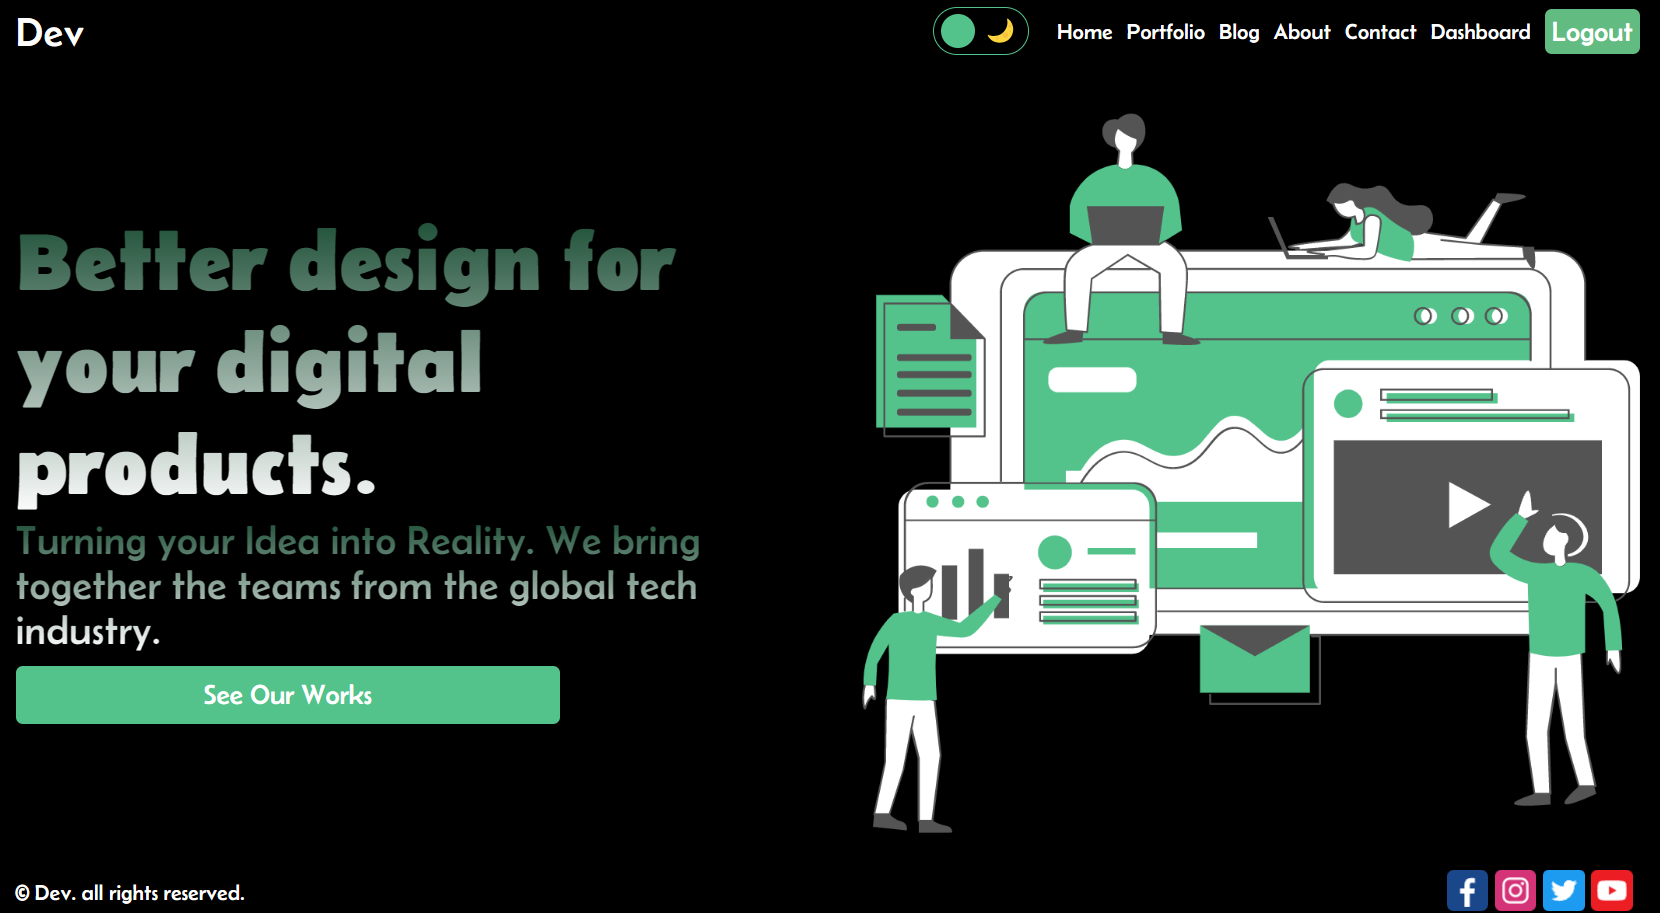 Dev
Home Portfolio Blog About Contact Dashboard Logout
Better design for
your digital
products.
Turning your Idea into Reality. We bring
together the teams from the global tech
industry.
See Our Works
© Dev. all rights reserved.